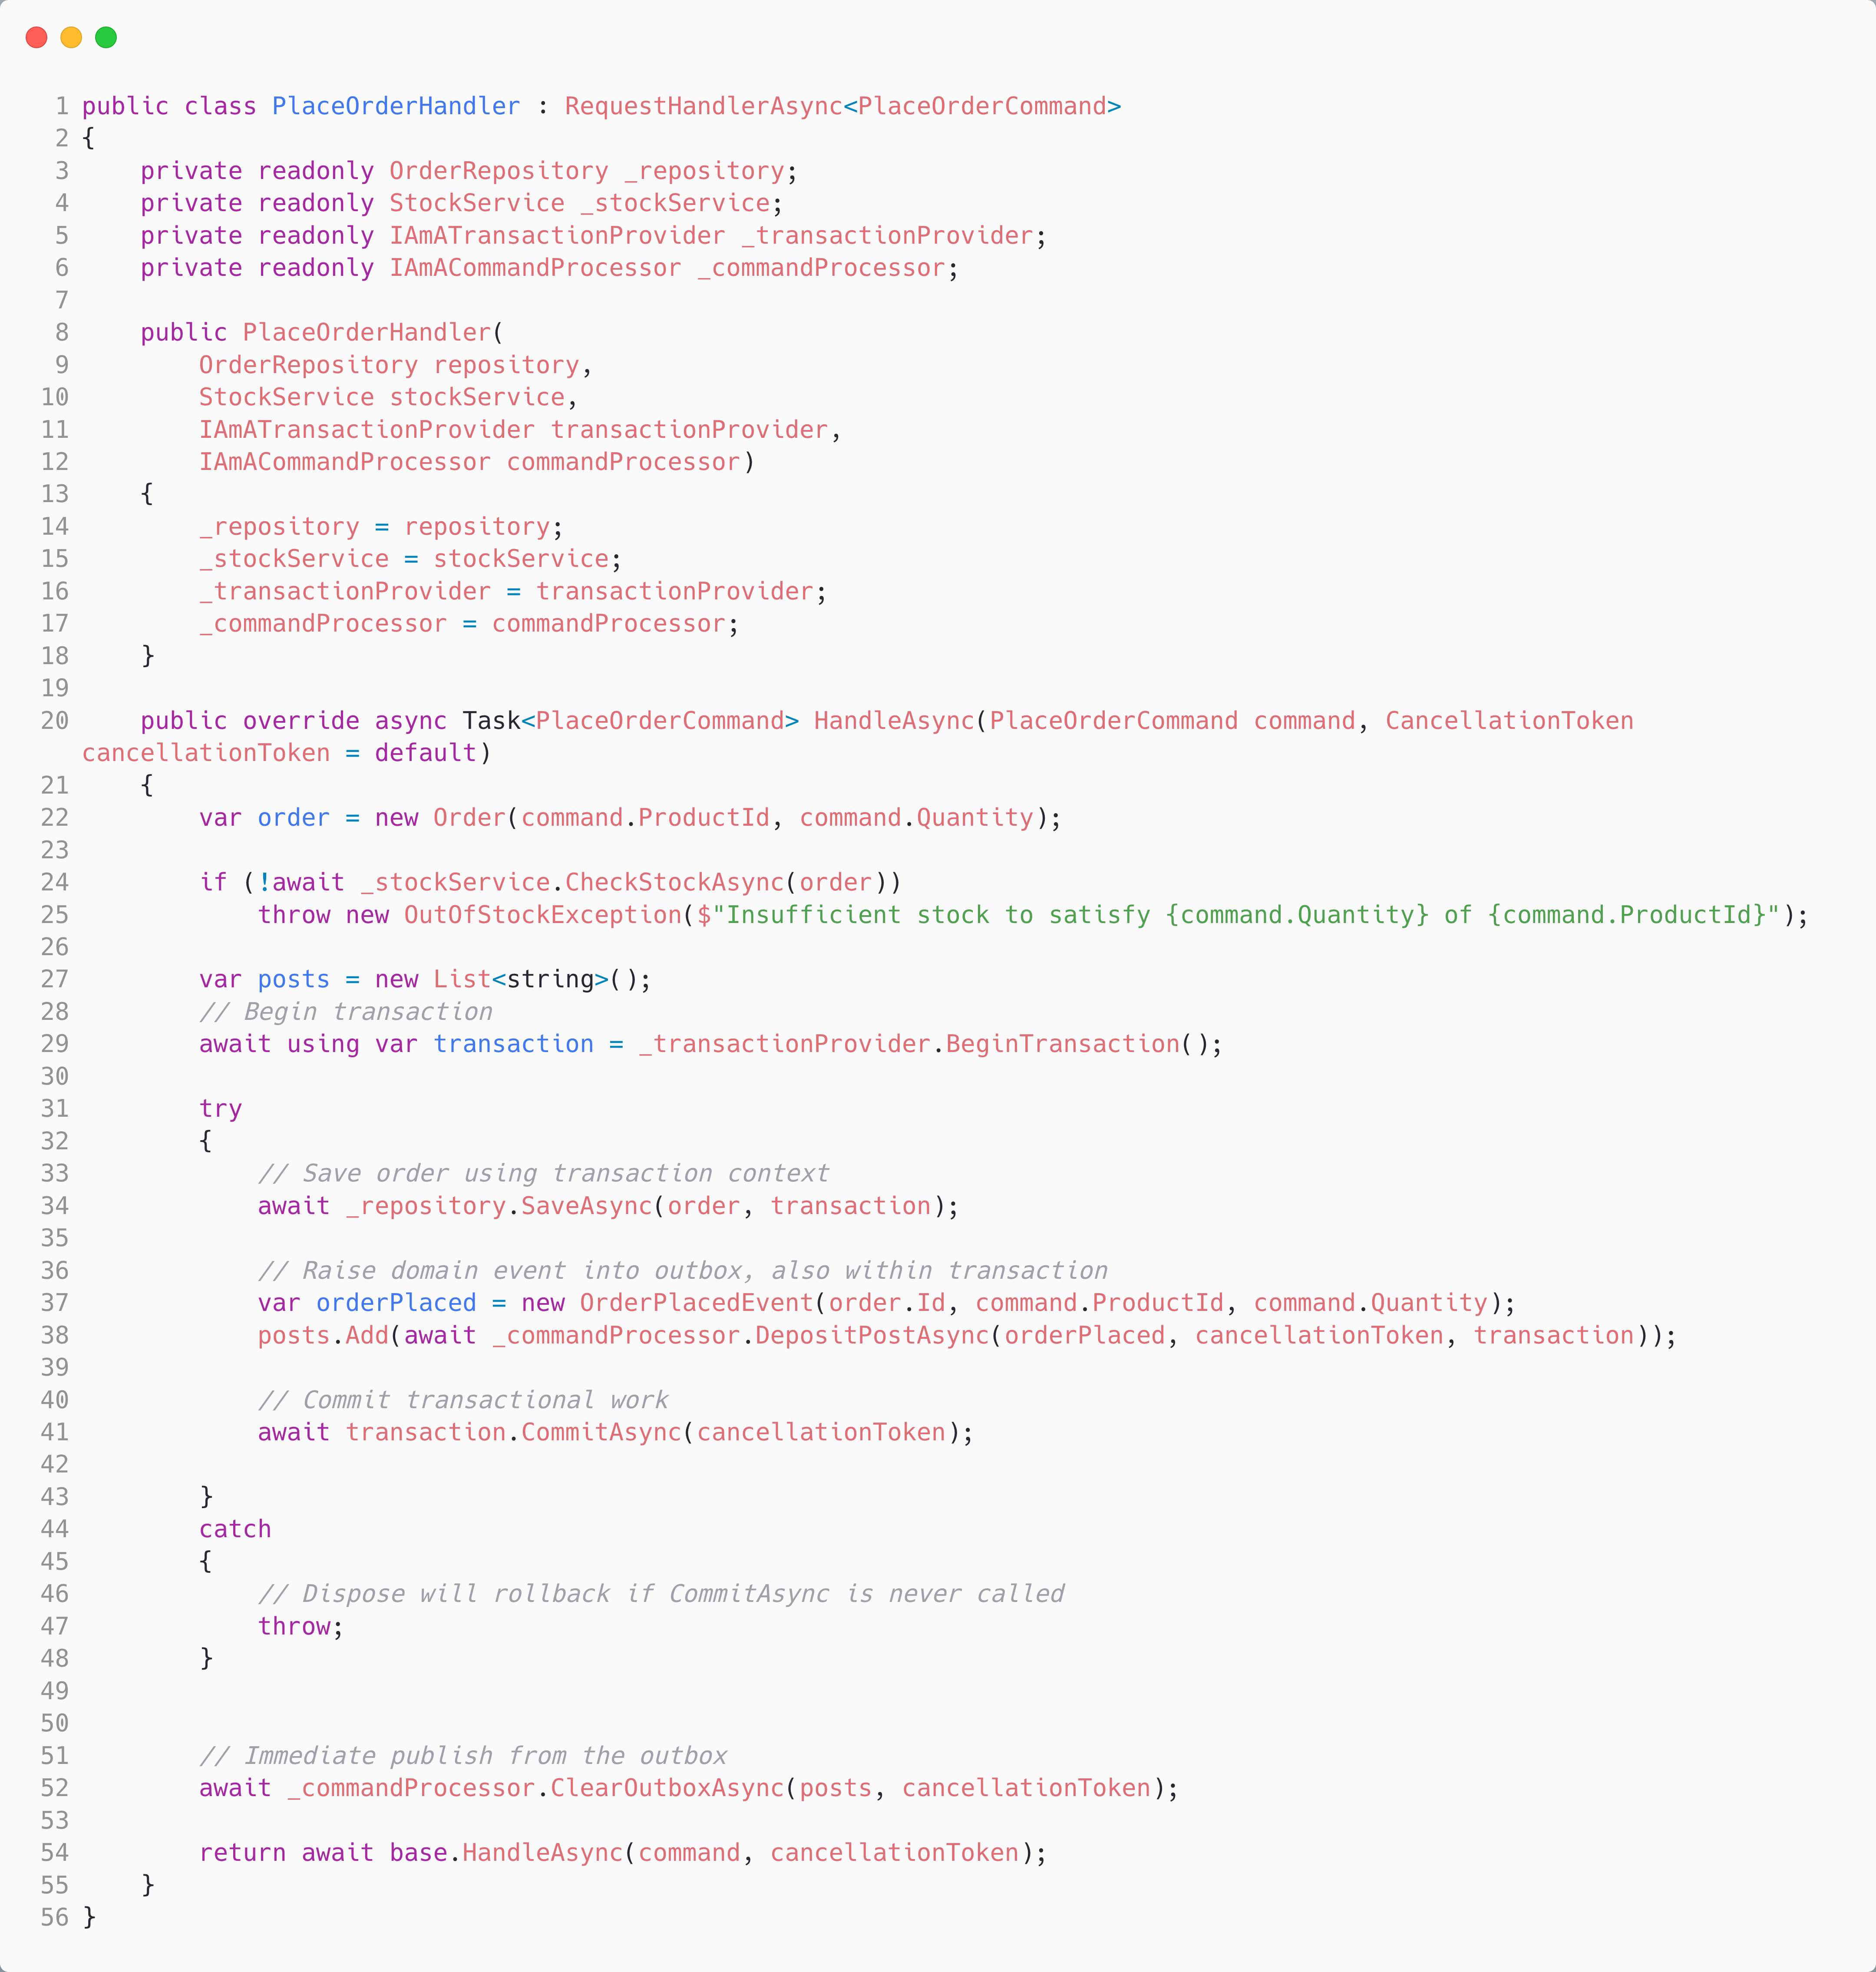 1 public class PlaceOrderHandler : RequestHandlerAsync<PlaceOrderCommand>
2 {
3     private readonly OrderRepository _repository;
4     private readonly StockService _stockService;
5     private readonly IAmATransactionProvider _transactionProvider;
6     private readonly IAmACommandProcessor _commandProcessor;
7
8     public PlaceOrderHandler(
9         OrderRepository repository,
10         StockService stockService,
11         IAmATransactionProvider transactionProvider,
12         IAmACommandProcessor commandProcessor)
13     {
14         _repository = repository;
15         _stockService = stockService;
16         _transactionProvider = transactionProvider;
17         _commandProcessor = commandProcessor;
18     }
19
20     public override async Task<PlaceOrderCommand> HandleAsync(PlaceOrderCommand command, CancellationToken
cancellationToken = default)
21     {
22         var order = new Order(command.ProductId, command.Quantity);
23
24         if (!await _stockService.CheckStockAsync(order))
25             throw new OutOfStockException($"Insufficient stock to satisfy {command.Quantity} of {command.ProductId}");
26
27         var posts = new List<string>();
28         // Begin transaction
29         await using var transaction = _transactionProvider.BeginTransaction();
30
31         try
32         {
33             // Save order using transaction context
34             await _repository.SaveAsync(order, transaction);
35
36             // Raise domain event into outbox, also within transaction
37             var orderPlaced = new OrderPlacedEvent(order.Id, command.ProductId, command.Quantity);
38             posts.Add(await _commandProcessor.DepositPostAsync(orderPlaced, cancellationToken, transaction));
39
40             // Commit transactional work
41             await transaction.CommitAsync(cancellationToken);
42
43         }
44         catch
45         {
46             // Dispose will rollback if CommitAsync is never called
47             throw;
48         }
49
50
51         // Immediate publish from the outbox
52         await _commandProcessor.ClearOutboxAsync(posts, cancellationToken);
53
54         return await base.HandleAsync(command, cancellationToken);
55     }
56 }